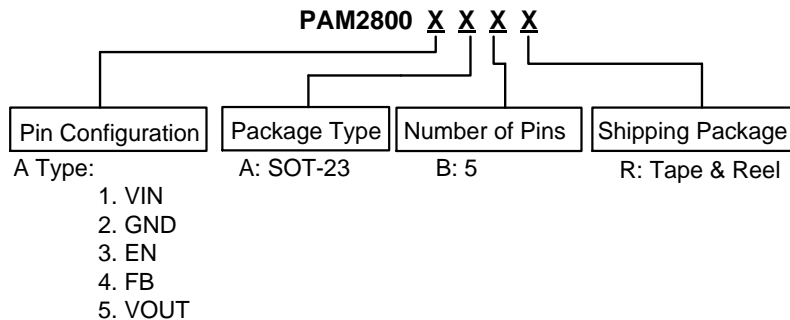 PAM2800 X X X X
Pin Configuration
Package Type
Number of Pins
Shipping Package
A Type:
A: SOT-23
B: 5
R: Tape & Reel
1. VIN
2. GND
3. EN
4. FB
5. VOUT